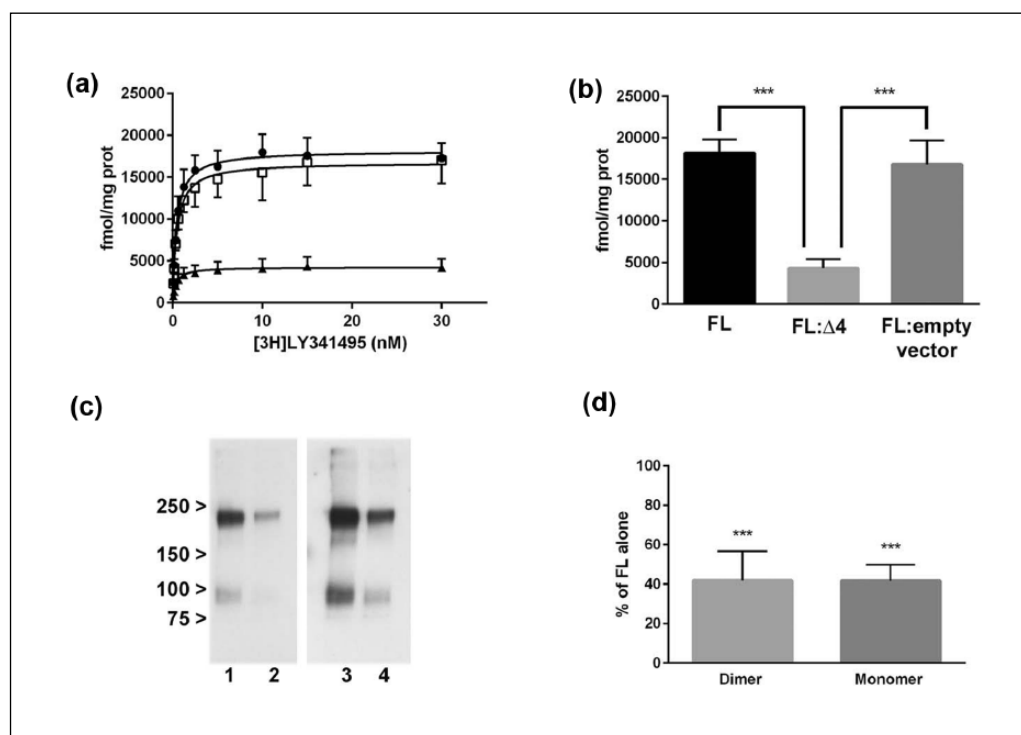 (a)
25000
20000
15000
10000
5000
0
fmol/mg prot
0 10 20 30
[3H]LY341495 (nM)
(b)
*** ***
25000
20000
15000
10000
5000
0
fmol/mg prot
FL FL:Δ4 FL:empty
vector
(c)
250 >
150 >
100 >
75 >
1 2 3 4
(d)
100
80
60
40
20
0
% of FL alone
*** ***
Dimer Monomer